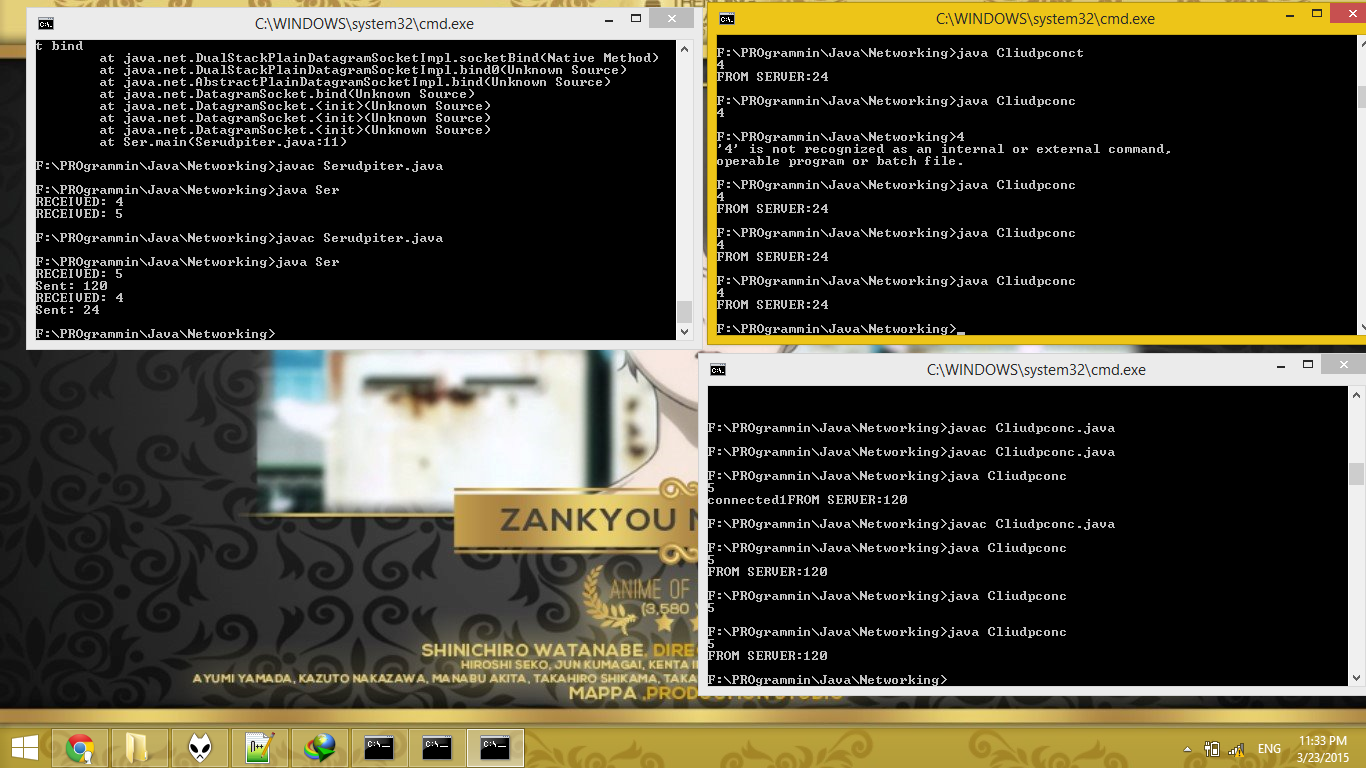 C:\WINDOWS\system32\cmd.exe
t bind
at java.net.DualStackPlainDatagramSocketImpl.socketBind(Native Method)
at java.net.DualStackPlainDatagramSocketImpl.bind0(Unknown Source)
at java.net.AbstractPlainDatagramSocketImpl.bind(Unknown Source)
at java.net.DatagramSocket.bind(Unknown Source)
at java.net.DatagramSocket.<init>(Unknown Source)
at java.net.DatagramSocket.<init>(Unknown Source)
at java.net.DatagramSocket.<init>(Unknown Source)
at Ser.main(Serudpiter.java:11)
F:\PROgrammin\Java\Networking>javac Serudpiter.java
F:\PROgrammin\Java\Networking>java Ser
RECEIVED: 4
RECEIVED: 5
F:\PROgrammin\Java\Networking>javac Serudpiter.java
F:\PROgrammin\Java\Networking>java Ser
RECEIVED: 5
Sent: 120
RECEIVED: 4
Sent: 24
F:\PROgrammin\Java\Networking>
C:\WINDOWS\system32\cmd.exe
F:\PROgrammin\Java\Networking>java Cliudpconct
4
FROM SERVER:24
F:\PROgrammin\Java\Networking>java Cliudpconc
4
F:\PROgrammin\Java\Networking>4
'4' is not recognized as an internal or external command,
operable program or batch file.
F:\PROgrammin\Java\Networking>java Cliudpconc
4
FROM SERVER:24
F:\PROgrammin\Java\Networking>java Cliudpconc
4
FROM SERVER:24
F:\PROgrammin\Java\Networking>java Cliudpconc
4
FROM SERVER:24
F:\PROgrammin\Java\Networking>_
C:\WINDOWS\system32\cmd.exe
F:\PROgrammin\Java\Networking>javac Cliudpconc.java
F:\PROgrammin\Java\Networking>javac Cliudpconc.java
F:\PROgrammin\Java\Networking>java Cliudpconc
5
connected1FROM SERVER:120
F:\PROgrammin\Java\Networking>javac Cliudpconc.java
F:\PROgrammin\Java\Networking>java Cliudpconc
5
FROM SERVER:120
F:\PROgrammin\Java\Networking>java Cliudpconc
5
F:\PROgrammin\Java\Networking>java Cliudpconc
5
FROM SERVER:120
F:\PROgrammin\Java\Networking>
ZANKYOU
ANIME OF
(3,580
SHINICHIRO WATANABE,
HIROSHI SEKO, JUN KUMAGAI, KENTA
AYUMI YAMADA, KAZUTO NAKAZAWA, MANABU AKITA, TAKAHIRO SHIKAMA,
MAPPA ,PRODUCTION STUDIO
ENG
11:33 PM
3/23/2015